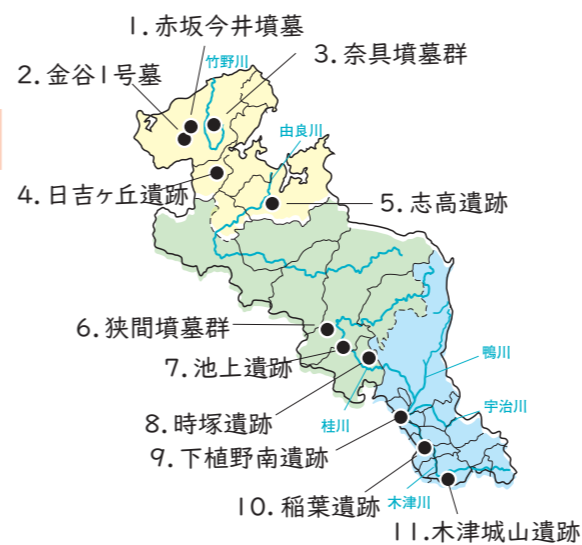 1.赤坂今井墳墓
竹野川
3.奈具墳墓群
2.金谷1号墓
由良川
4.日吉ヶ丘遺跡
5.志高遺跡
6.狭間墳墓群
鴨川
7.池上遺跡
宇治川
8.時塚遺跡
桂川
9.下植野南遺跡
10.稲葉遺跡
木津川
11.木津城山遺跡